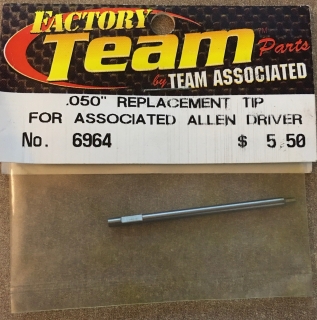 FACTORY
Team
Parts
by TEAM ASSOCIATED
.050" REPLACEMENT TIP
FOR ASSOCIATED ALLEN DRIVER
No. 6964 $ 5.50